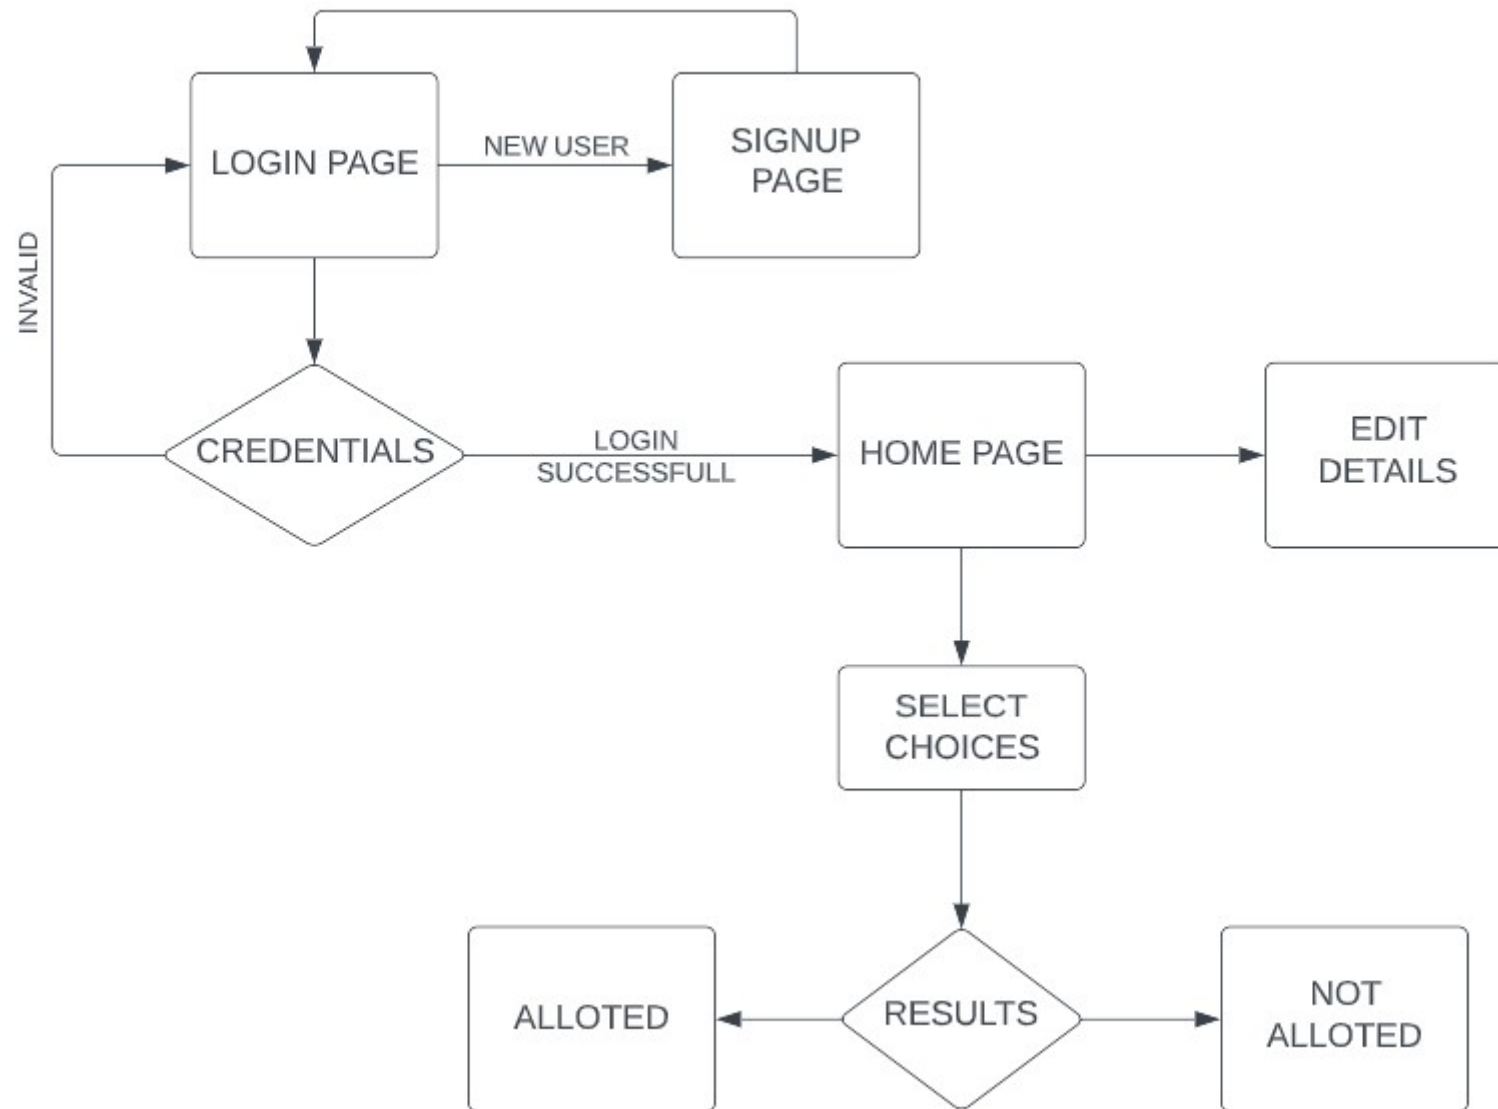 LOGIN PAGE
NEW USER
SIGNUP
PAGE
INVALID
CREDENTIALS
LOGIN
SUCCESSFULL
HOME PAGE
EDIT
DETAILS
SELECT
CHOICES
ALLOTED
RESULTS
NOT
ALLOTED